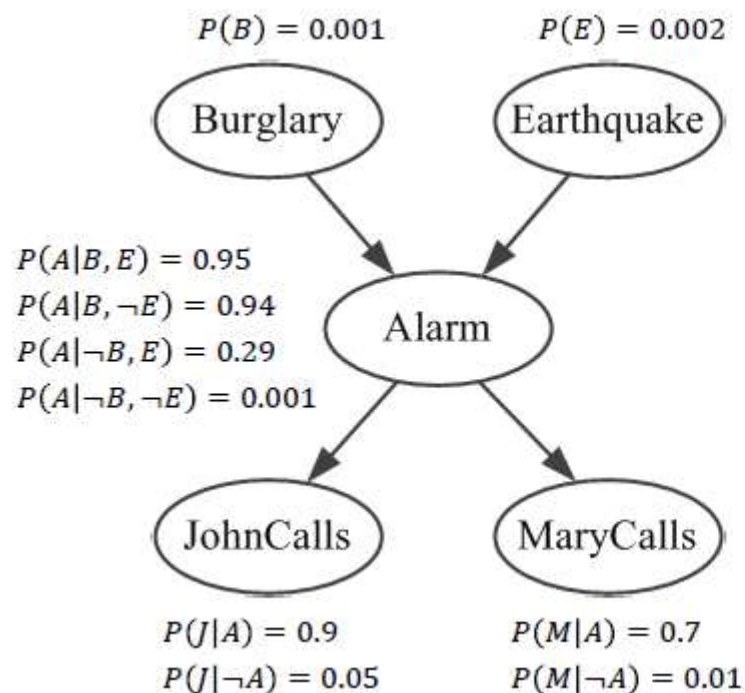 P(B) = 0.001
P(E) = 0.002
Burglary
Earthquake
P(A|B, E) = 0.95
P(A|B, ¬E) = 0.94
P(A|¬B, E) = 0.29
P(A|¬B, ¬E) = 0.001
Alarm
JohnCalls
MaryCalls
P(J|A) = 0.9
P(J|¬A) = 0.05
P(M|A) = 0.7
P(M|¬A) = 0.01